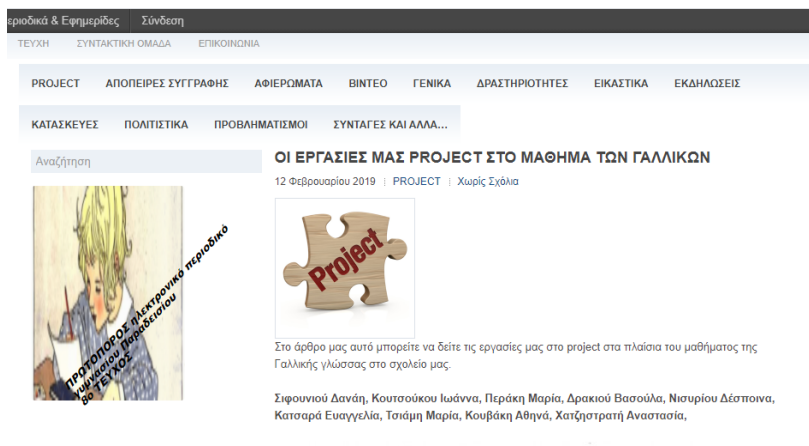 εριοδικά & Εφημερίδες Σύνδεση
ΤΕΥΧΗ ΣΥΝΤΑΚΤΙΚΗ ΟΜΑΔΑ ΕΠΙΚΟΙΝΩΝΙΑ
PROJECT ΑΠΟΠΕΙΡΕΣ ΣΥΓΓΡΑΦΗΣ ΑΦΙΕΡΩΜΑΤΑ ΒΙΝΤΕΟ ΓΕΝΙΚΑ ΔΡΑΣΤΗΡΙΟΤΗΤΕΣ ΕΙΚΑΣΤΙΚΑ ΕΚΔΗΛΩΣΕΙΣ
ΚΑΤΑΣΚΕΥΕΣ ΠΟΛΙΤΙΣΤΙΚΑ ΠΡΟΒΛΗΜΑΤΙΣΜΟΙ ΣΥΝΤΑΓΕΣ ΚΑΙ ΑΛΛΑ...
Αναζήτηση
ΠΡΩΤΟΠΟΡΟΣ ηλεκτρονικό περιοδικό
γυμνάσιου Παραδεισίου
8ο ΤΕΥΧΟΣ
ΟΙ ΕΡΓΑΣΙΕΣ ΜΑΣ PROJECT ΣΤΟ ΜΑΘΗΜΑ ΤΩΝ ΓΑΛΛΙΚΩΝ
12 Φεβρουαρίου 2019 | PROJECT | Χωρίς Σχόλια
Project
Στο άρθρο μας αυτό μπορείτε να δείτε τις εργασίες μας στο project στα πλαίσια του μαθήματος της
Γαλλικής γλώσσας στο σχολείο μας.
Σιφουνιού Δανάη, Κουτσούκου Ιωάννα, Περάκη Μαρία, Δρακιού Βασούλα, Νισυρίου Δέσποινα,
Κατσαρά Ευαγγελία, Τσιάμη Μαρία, Κουβάκη Αθηνά, Χατζηστρατή Αναστασία,